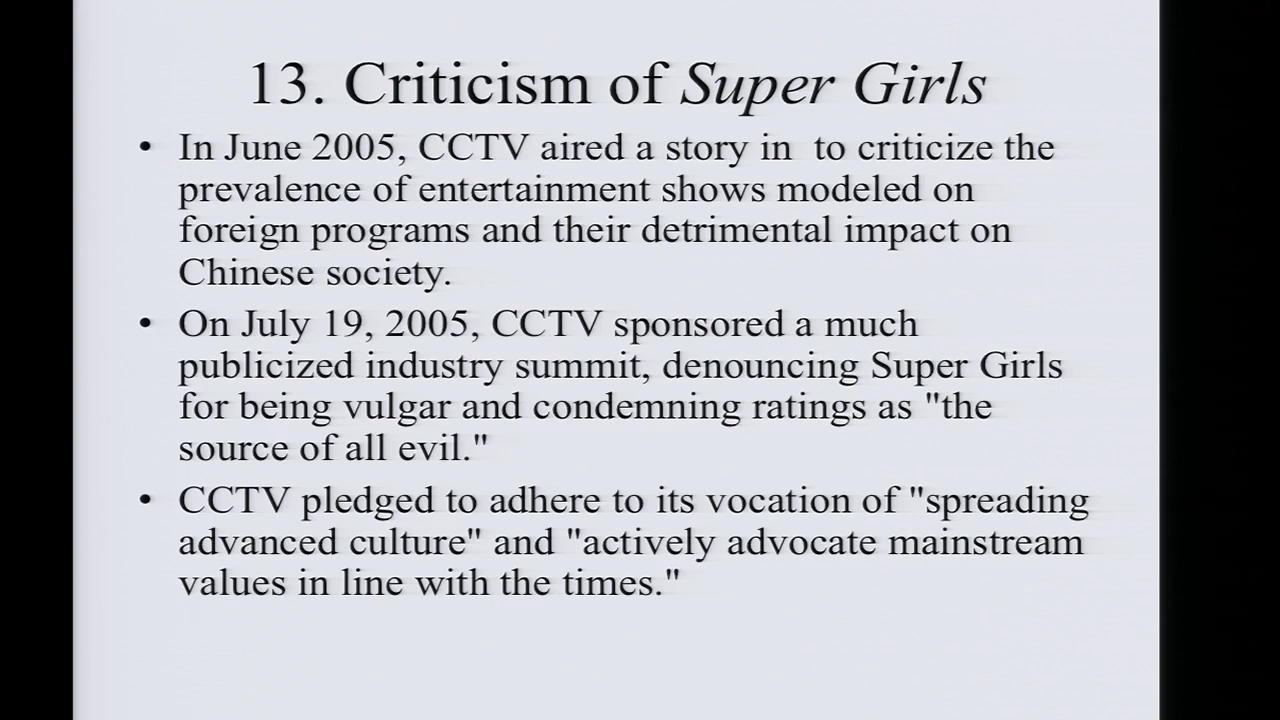 13. Criticism of Super Girls
• In June 2005, CCTV aired a story in  to criticize the
prevalence of entertainment shows modeled on
foreign programs and their detrimental impact on
Chinese society.
• On July 19, 2005, CCTV sponsored a much
publicized industry summit, denouncing Super Girls
for being vulgar and condemning ratings as "the
source of all evil."
• CCTV pledged to adhere to its vocation of "spreading
advanced culture" and "actively advocate mainstream
values in line with the times."